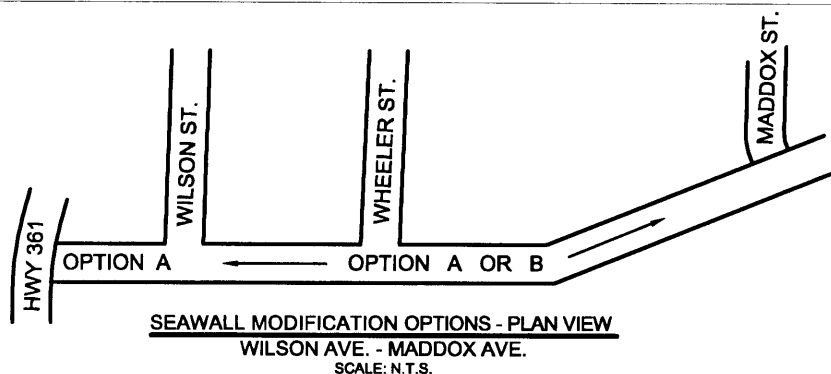 MADDOX ST.
WILSON ST.
WHEELER ST.
HWY 361
OPTION A
OPTION A OR B
SEAWALL MODIFICATION OPTIONS - PLAN VIEW
WILSON AVE. - MADDOX AVE.
SCALE: N.T.S.